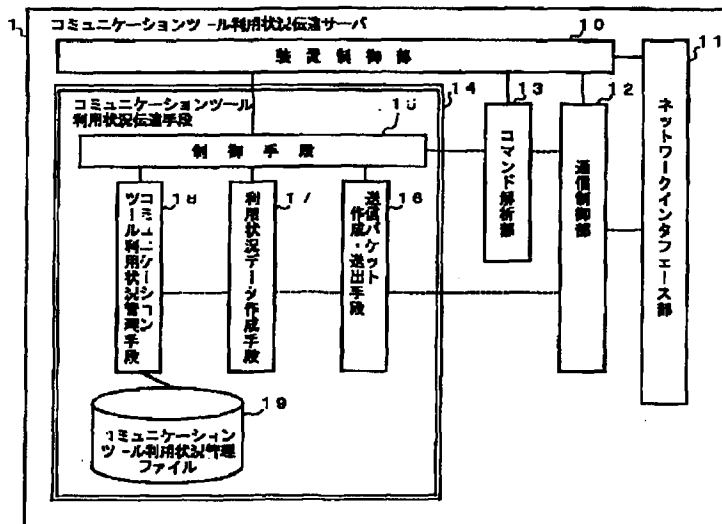 1
コミュニケーションツール利用状況伝達サーバ
10
装置制御部
11
ネットワークインタフェース部
14
コミュニケーションツール
利用状況伝達手段
15
制御手段
13
コマンド解析部
12
通信制御部
18
コミュニケーション
ツール利用状況管理手段
17
利用状況データ作成手段
16
送信パケット
作成・送出手段
19
コミュニケーション
ツール利用状況管理
ファイル